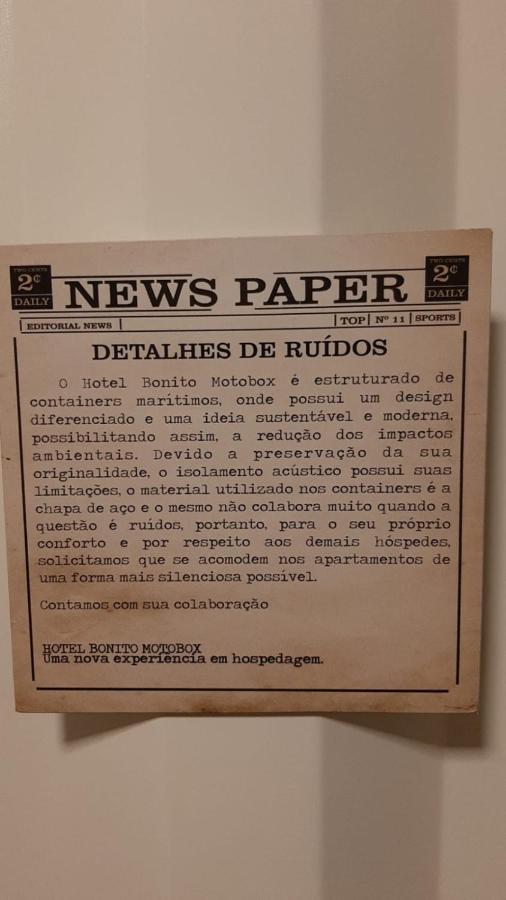 TWO CENTS
2¢
DAILY
NEWS PAPER
TWO CENTS
2¢
DAILY
EDITORIAL NEWS
TOP
Nº 11
SPORTS
DETALHES DE RUÍDOS
O Hotel Bonito Motobox é estruturado de
containers marítimos, onde possui um design
diferenciado e uma ideia sustentável e moderna,
possibilitando assim, a redução dos impactos
ambientais. Devido a preservação da sua
originalidade, o isolamento acústico possui suas
limitações, o material utilizado nos containers é a
chapa de aço e o mesmo não colabora muito quando a
questão é ruídos, portanto, para o seu próprio
conforto e por respeito aos demais hóspedes,
solicitamos que se acomodem nos apartamentos de
uma forma mais silenciosa possível.
Contamos com sua colaboração
HOTEL BONITO MOTOBOX
Uma nova experiência em hospedagem.